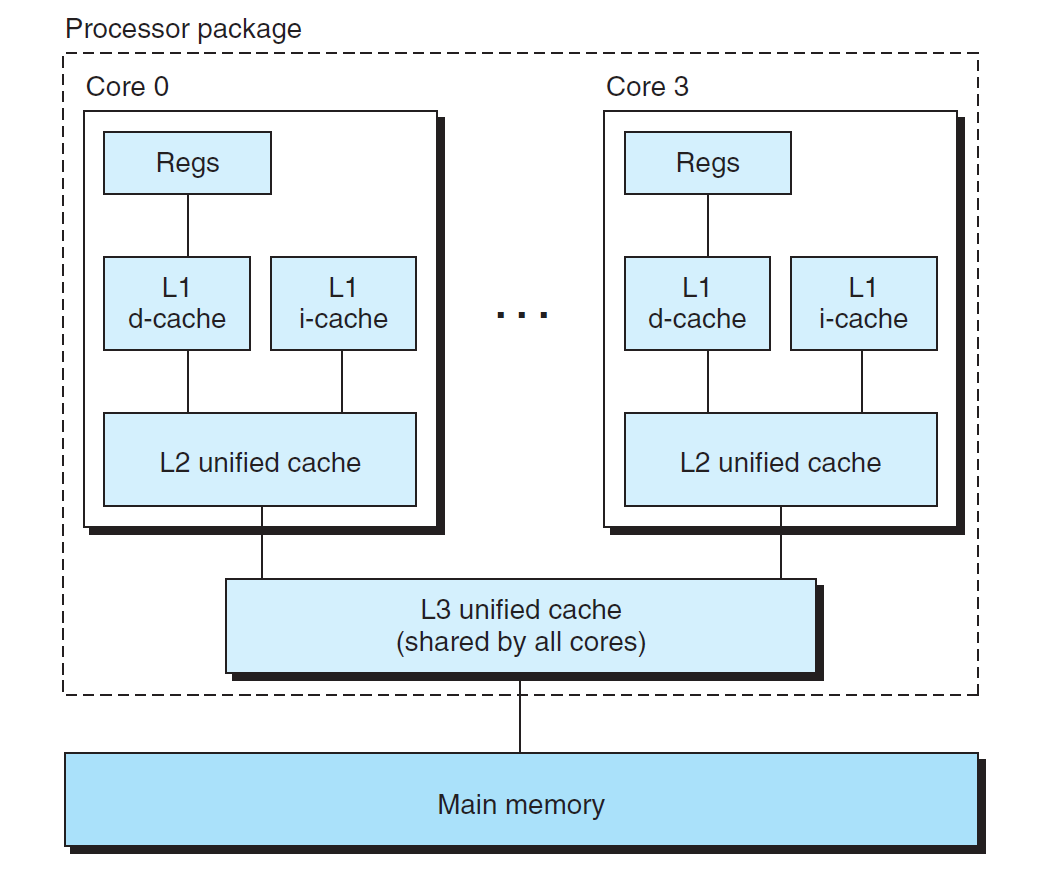 Processor package
Core 0
Regs
L1
d-cache
L1
i-cache
L2 unified cache
. . .
Core 3
Regs
L1
d-cache
L1
i-cache
L2 unified cache
L3 unified cache
(shared by all cores)
Main memory